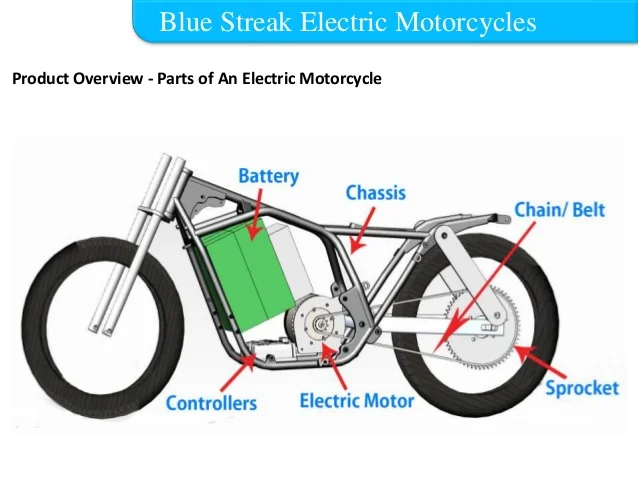 Blue Streak Electric Motorcycles
Product Overview - Parts of An Electric Motorcycle
Battery
Chassis
Chain/ Belt
Controllers
Electric Motor
Sprocket